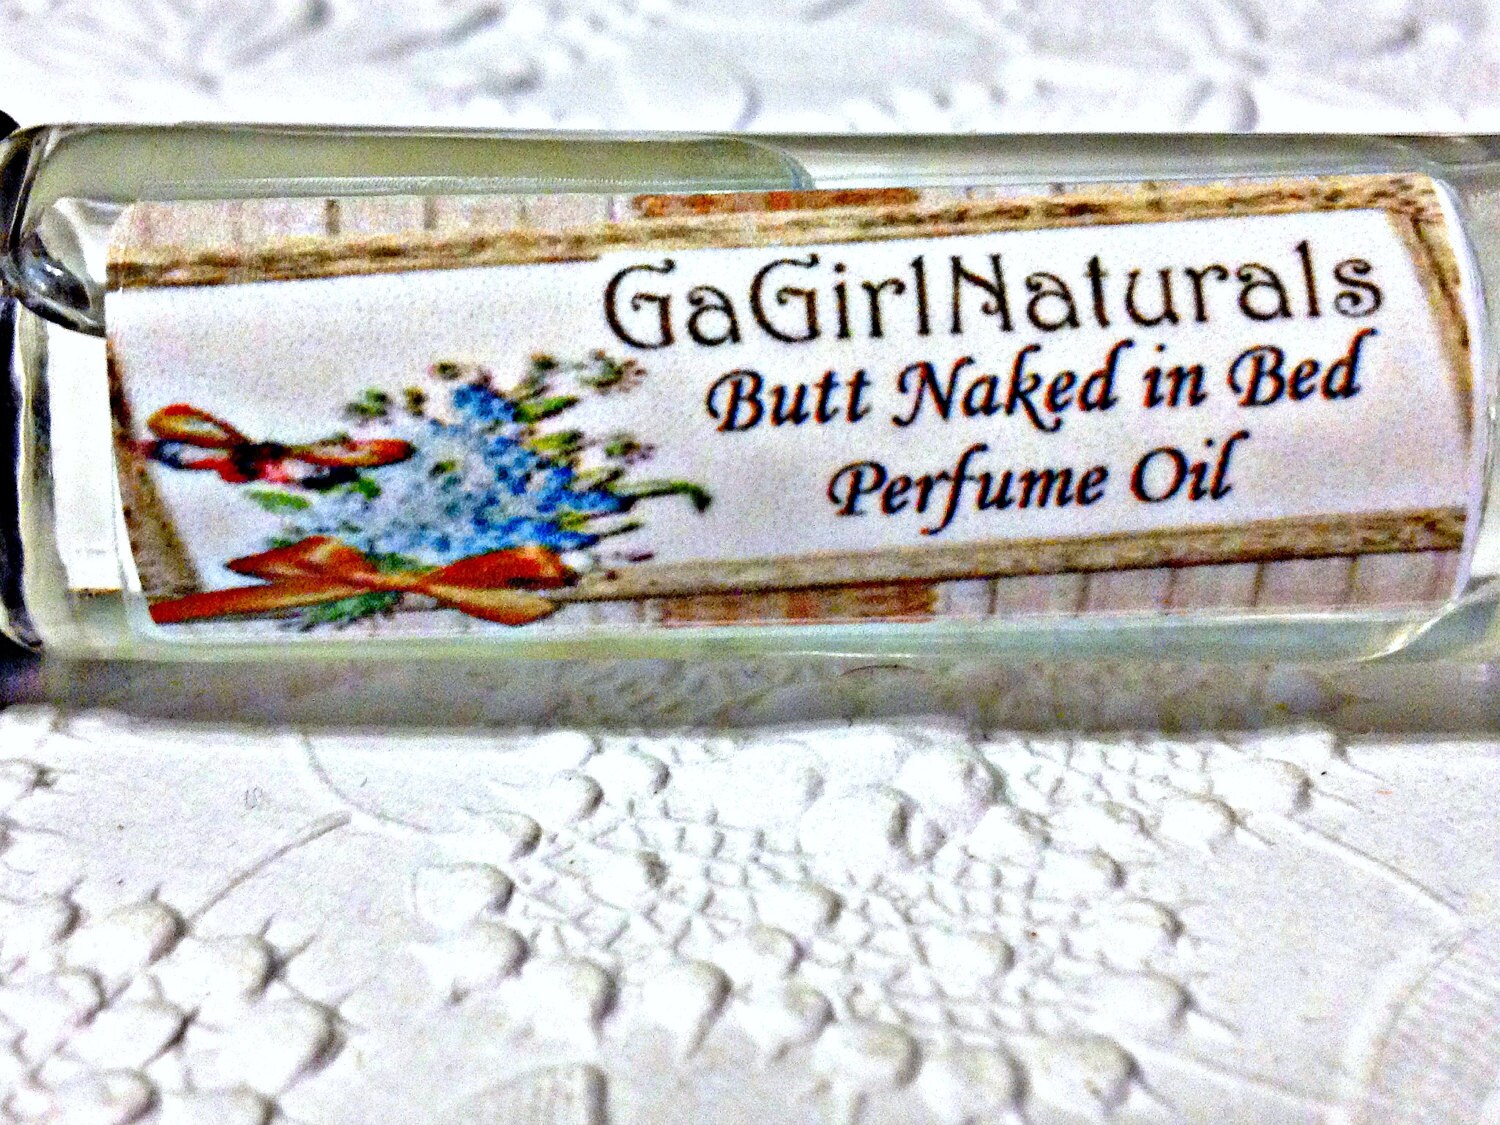 GaGirlNaturals
Butt Naked in Bed
Perfume Oil